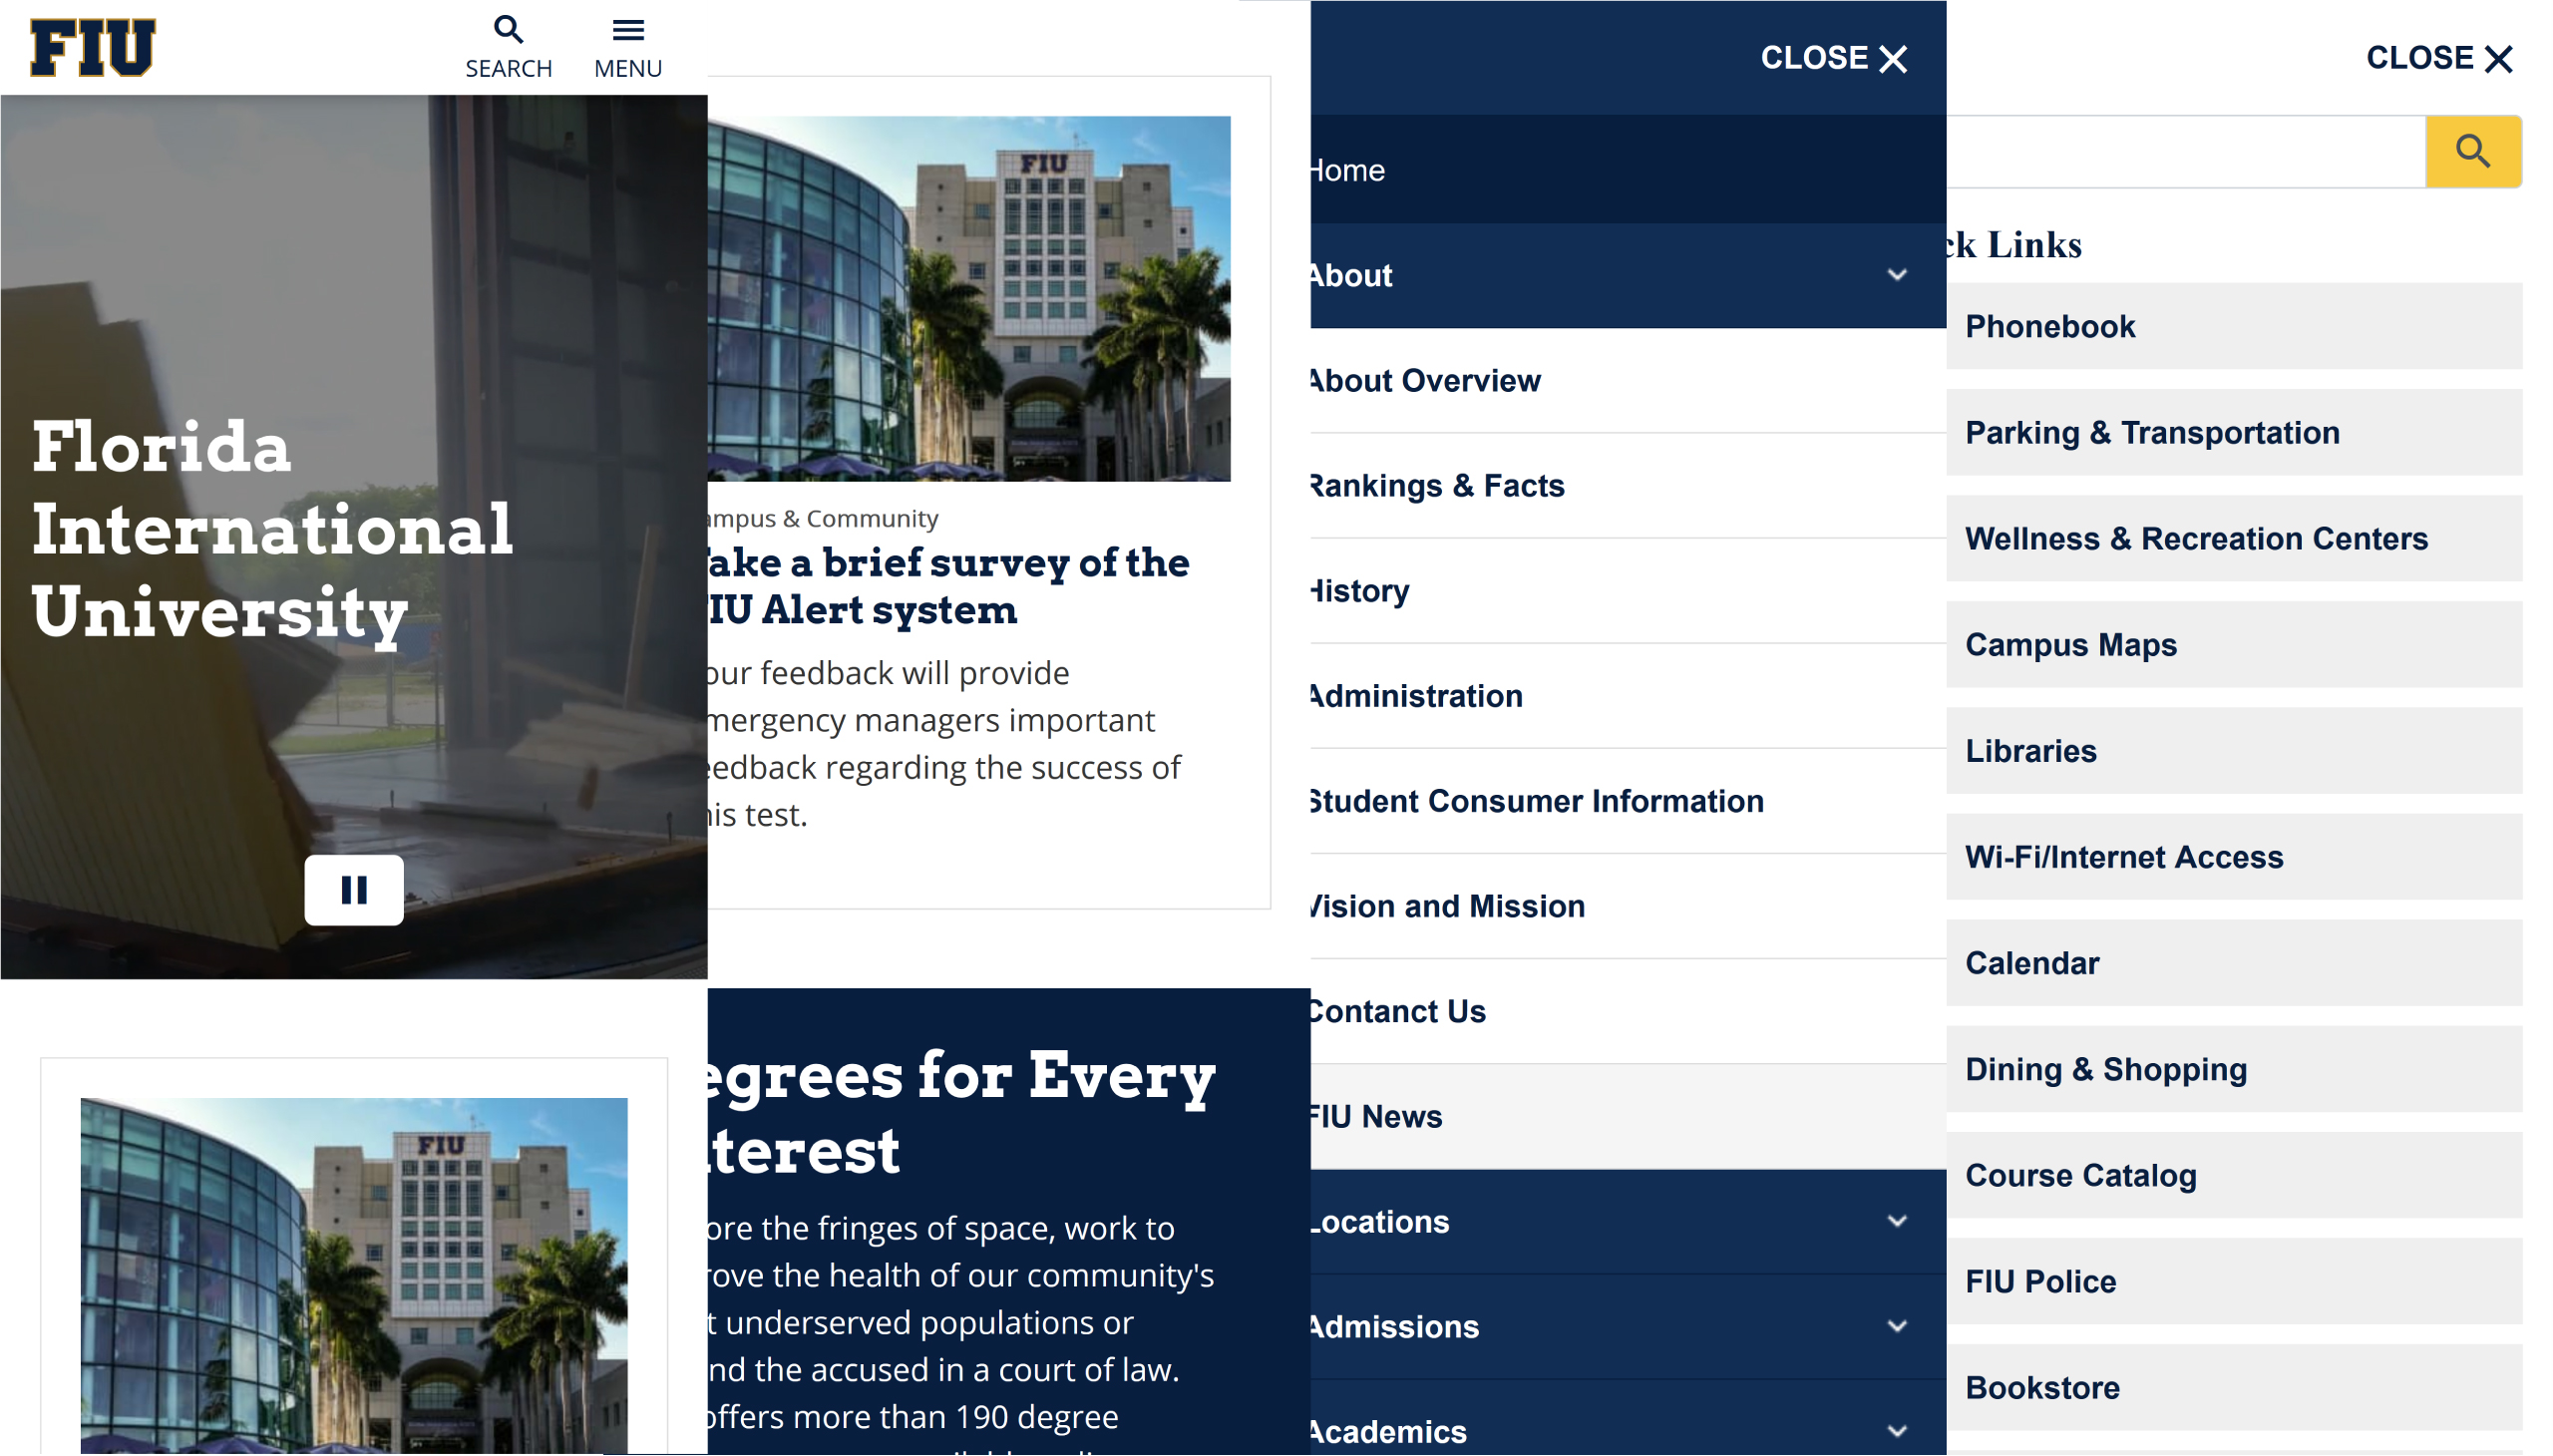 FIU
SEARCH
MENU
Florida
International
University
FIU
FIU
ampus & Community
ake a brief survey of the
IU Alert system
our feedback will provide
mergency managers important
eedback regarding the success of
his test.
egrees for Every
terest
ore the fringes of space, work to
rove the health of our community's
t underserved populations or
nd the accused in a court of law.
offers more than 190 degree
CLOSE
Home
About
About Overview
Rankings & Facts
History
Administration
Student Consumer Information
Vision and Mission
Contanct Us
FIU News
Locations
Admissions
Academics
CLOSE
ck Links
Phonebook
Parking & Transportation
Wellness & Recreation Centers
Campus Maps
Libraries
Wi-Fi/Internet Access
Calendar
Dining & Shopping
Course Catalog
FIU Police
Bookstore